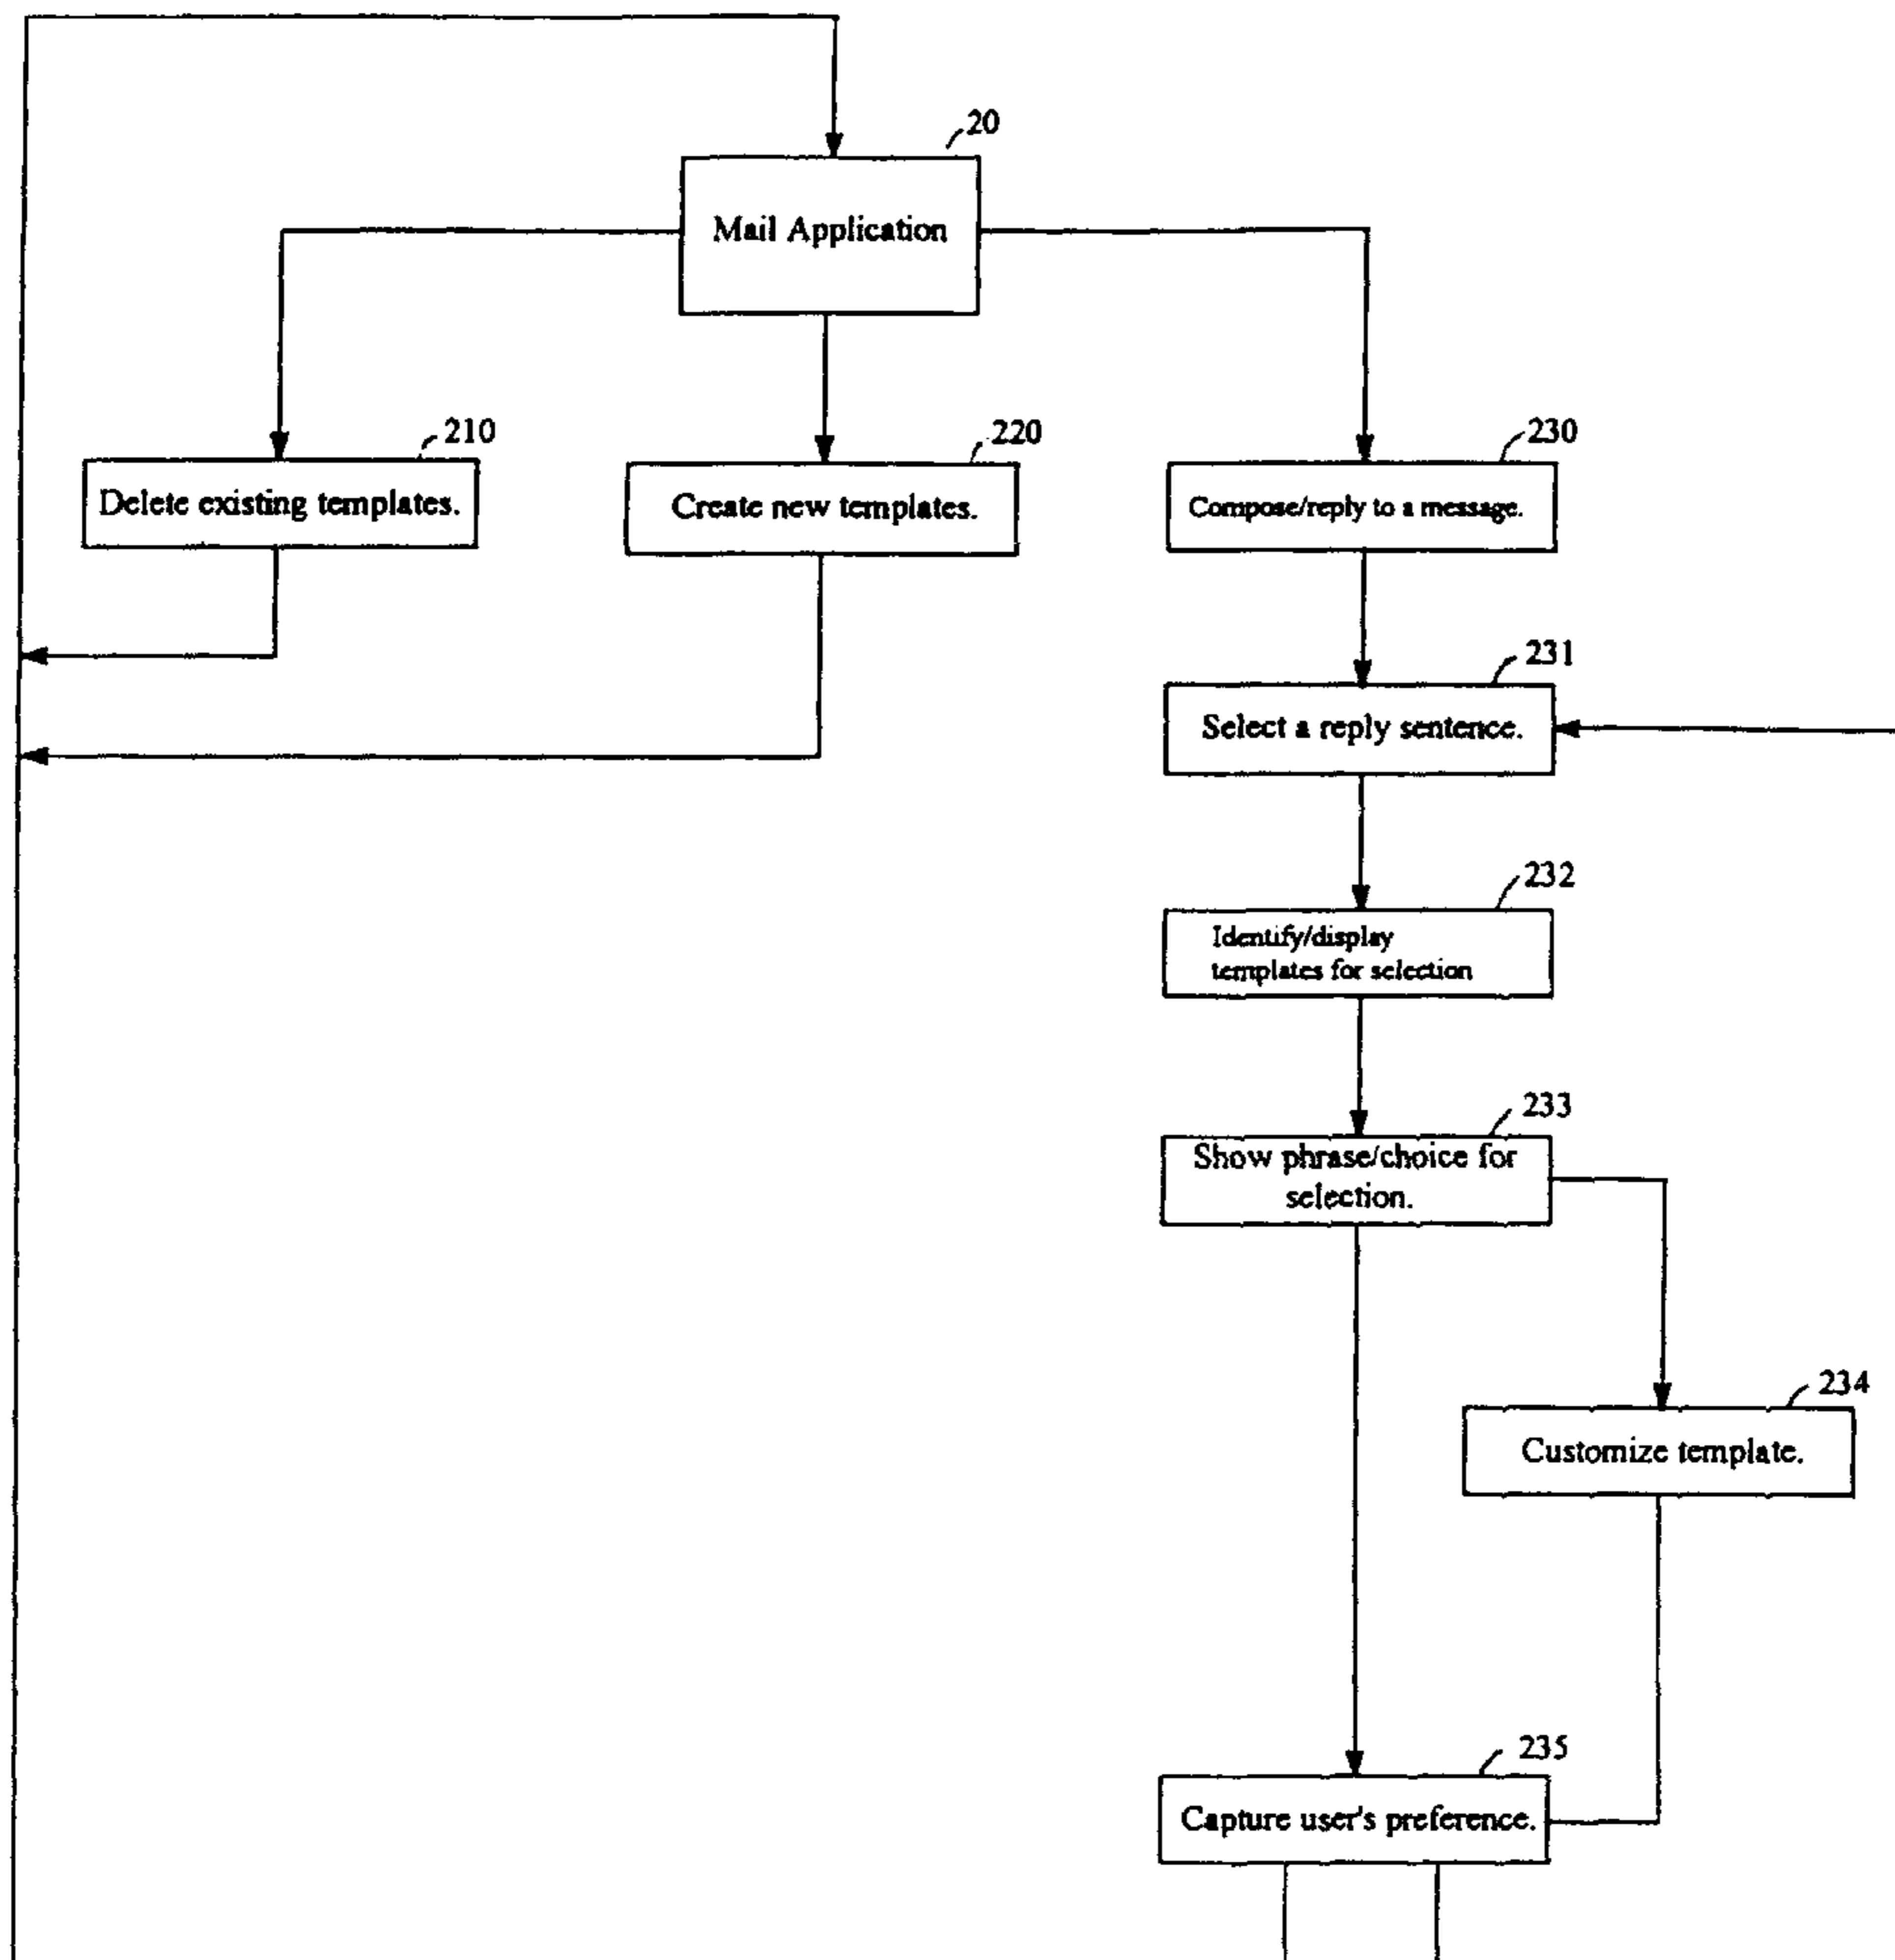 20
Mail Application
210
Delete existing templates.
220
Create new templates.
230
Compose/reply to a message.
231
Select a reply sentence.
232
Identify/display
templates for selection
233
Show phrase/choice for
selection.
234
Customize template.
235
Capture user's preference.